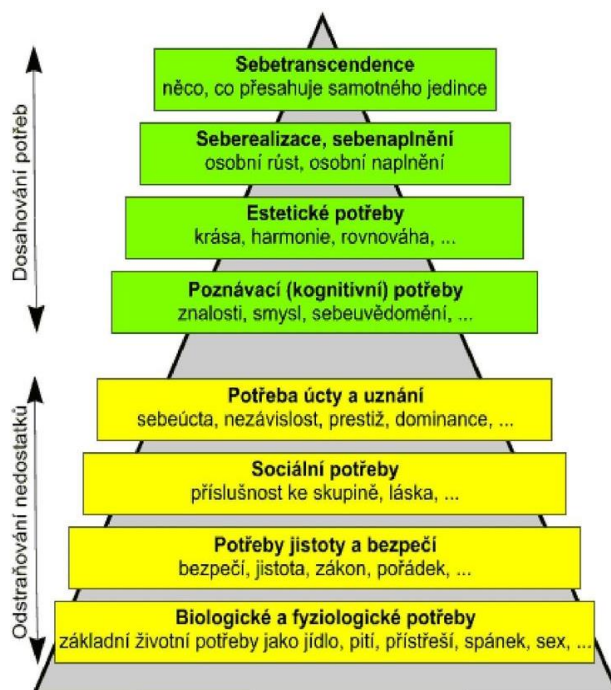 Sebetranscendence
něco, co přesahuje samotného jedince
Seberealizace, sebenaplnění
osobní růst, osobní naplnění
Estetické potřeby
krása, harmonie, rovnováha, ...
Poznávací (kognitivní) potřeby
znalosti, smysl, sebeuvědomění, ...
Dosahování potřeb
Potřeba úcty a uznání
sebeúcta, nezávislost, prestiž, dominance, ...
Sociální potřeby
příslušnost ke skupině, láska, ...
Potřeby jistoty a bezpečí
bezpečí, jistota, zákon, pořádek, ...
Biologické a fyziologické potřeby
základní životní potřeby jako jídlo, pití, přístřeší, spánek, sex, ...
Odstraňování nedostatků